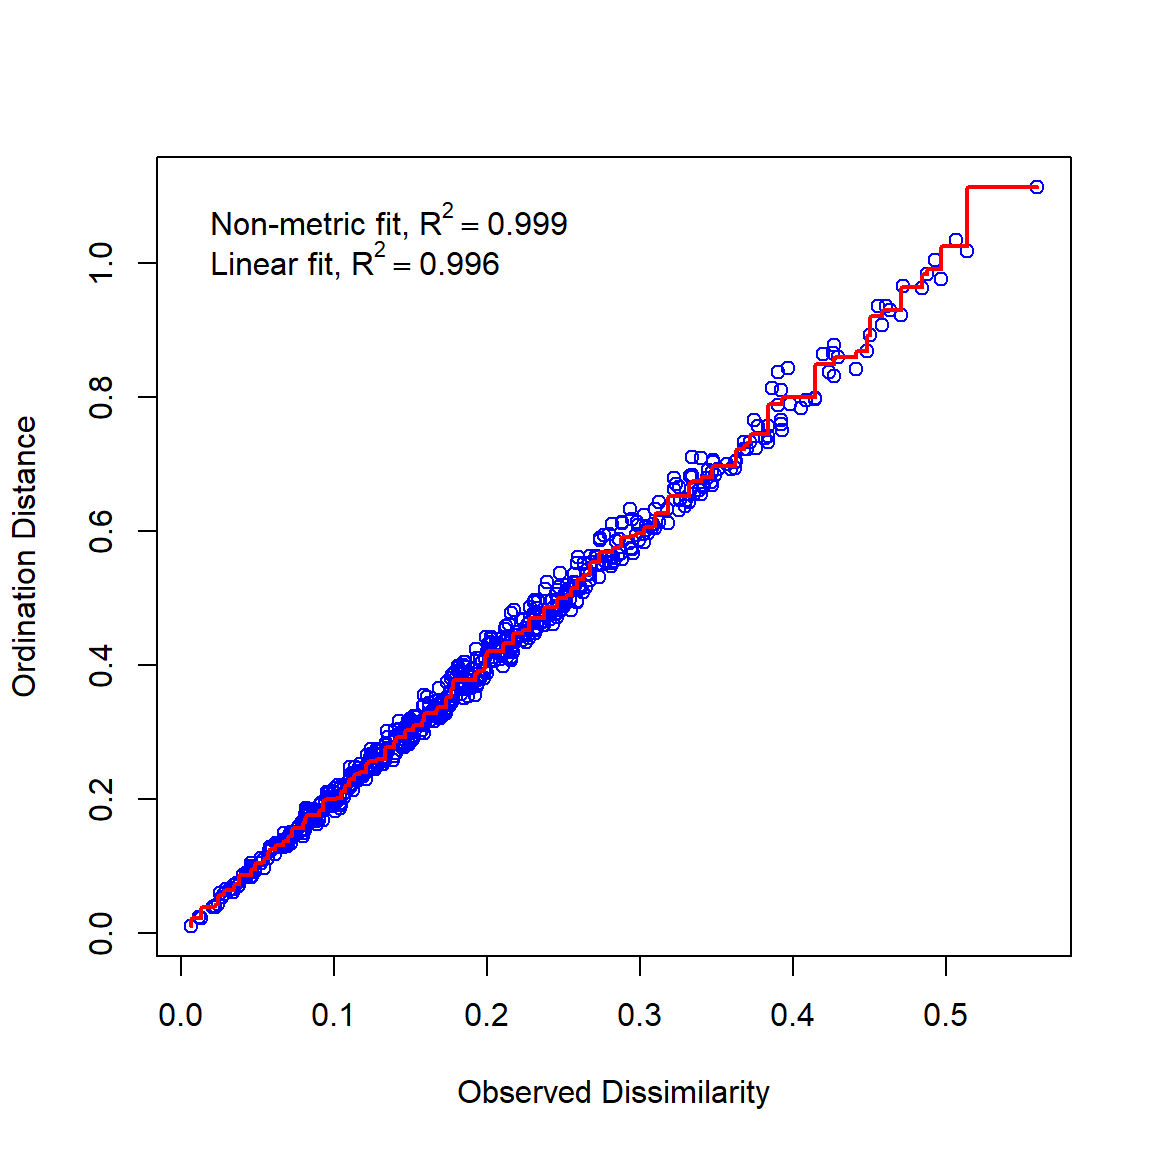 Non-metric fit, R² = 0.999
Linear fit, R² = 0.996
Ordination Distance
1.0
0.8
0.6
0.4
0.2
0.0
0.0 0.1 0.2 0.3 0.4 0.5
Observed Dissimilarity